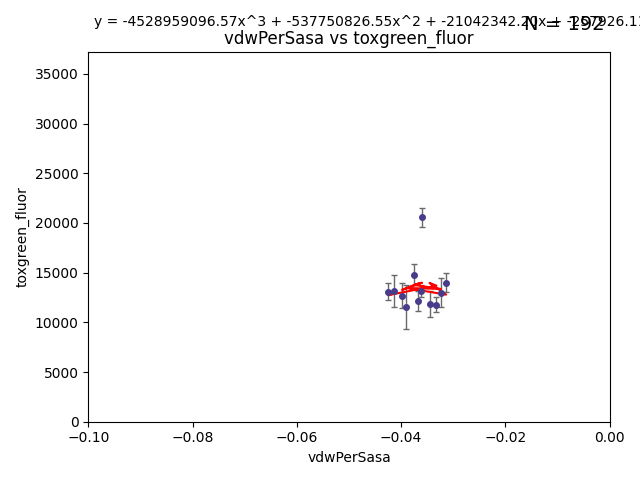 y = -4528959096.57x^3 + -537750826.55x^2 + + -
N = 192
vdwPerSasa vs toxgreen_fluor
35000
30000
25000
20000
15000
10000
5000
0
toxgreen_fluor
−0.10 −0.08 −0.06 −0.04 −0.02 0.00
vdwPerSasa